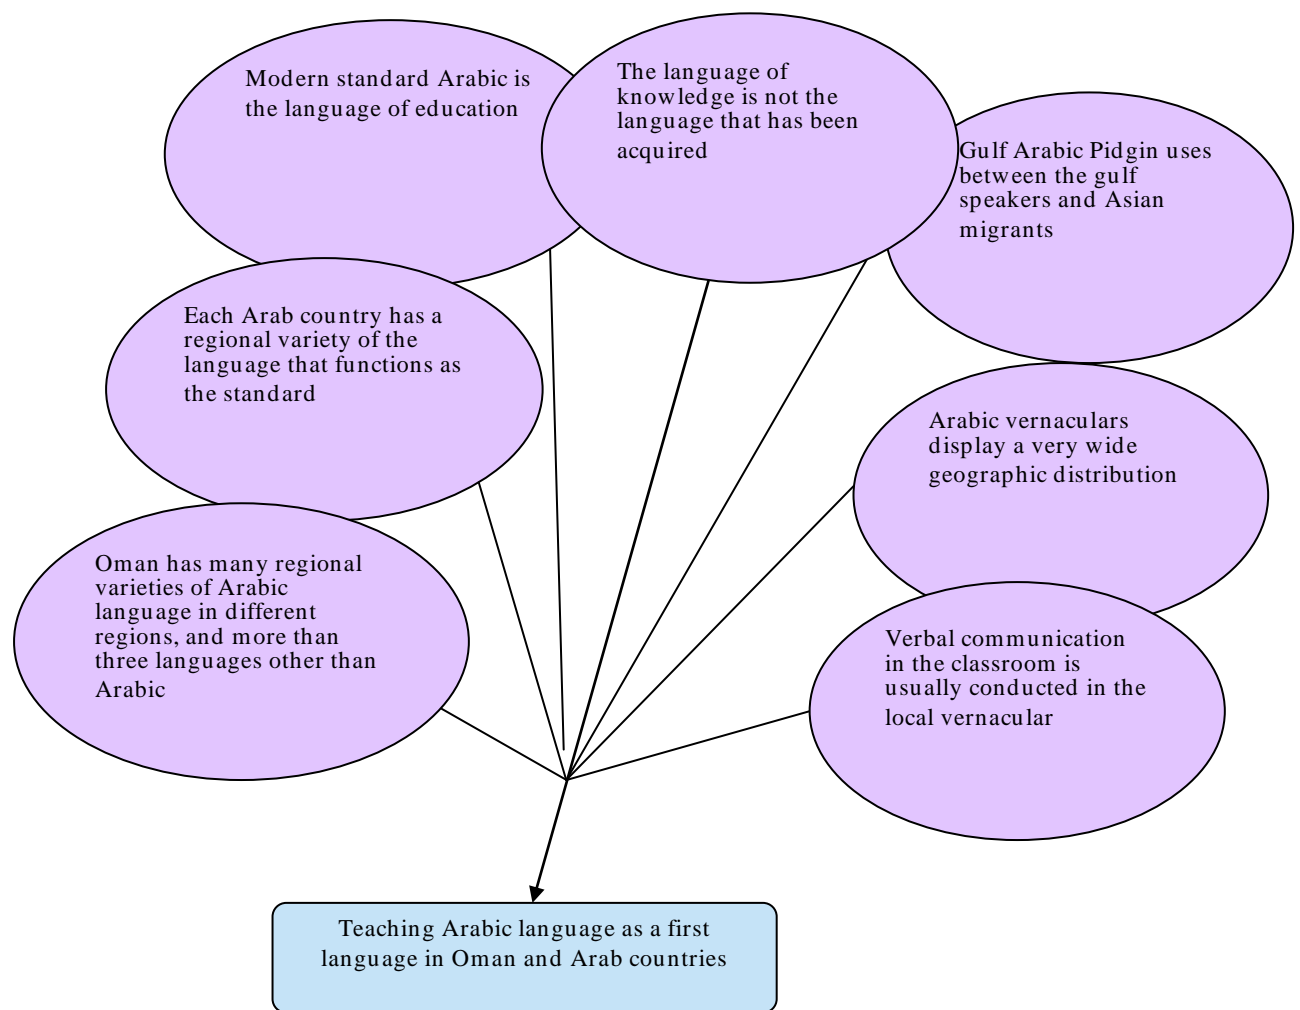 Modern standard Arabic is
the language of education
The language of
knowledge is not the
language that has been
acquired
Gulf Arabic Pidgin uses
between the gulf
speakers and Asian
migrants
Each Arab country has a
regional variety of the
language that functions as
the standard
Arabic vernaculars
display a very wide
geographic distribution
Oman has many regional
varieties of Arabic
language in different
regions, and more than
three languages other than
Arabic
Verbal communication
in the classroom is
usually conducted in the
local vernacular
Teaching Arabic language as a first
language in Oman and Arab countries